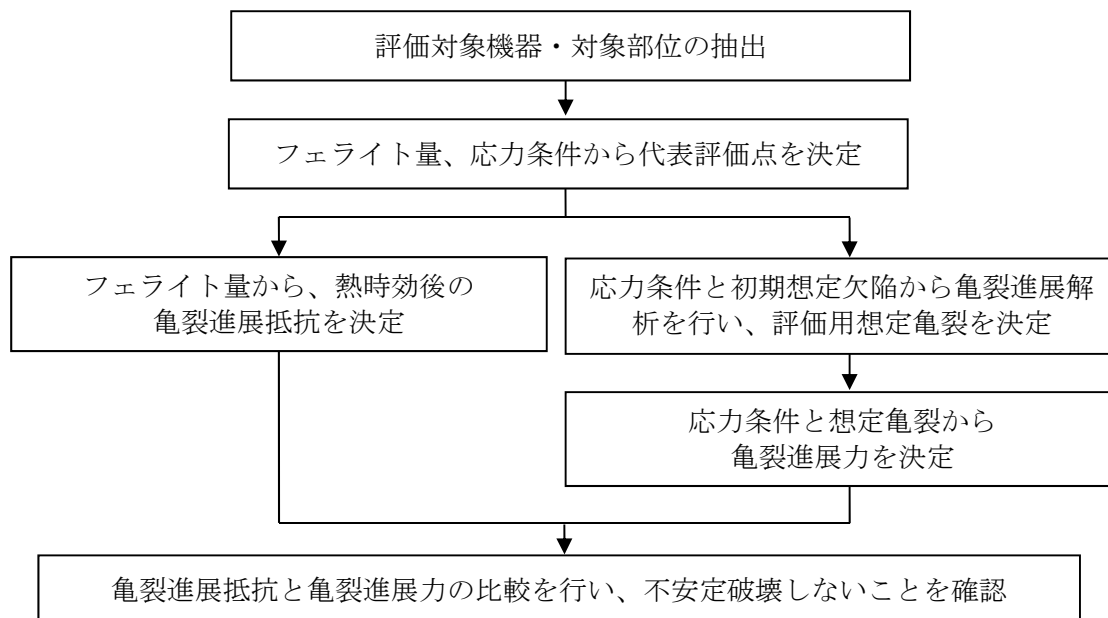 評価対象機器・対象部位の抽出
フェライト量、応力条件から代表評価点を決定
フェライト量から、熱時効後の
亀裂進展抵抗を決定
応力条件と初期想定欠陥から亀裂進展解
析を行い、評価用想定亀裂を決定
応力条件と想定亀裂から
亀裂進展力を決定
亀裂進展抵抗と亀裂進展力の比較を行い、不安定破壊しないことを確認